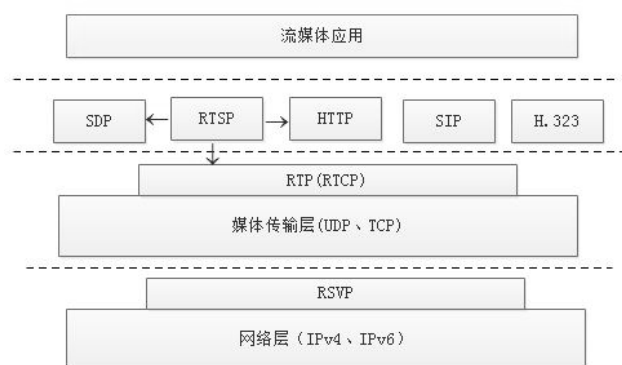 流媒体应用
SDP RTSP HTTP SIP H.323
RTP(RTCP)
媒体传输层(UDP、TCP)
RSVP
网络层（IPv4、IPv6）